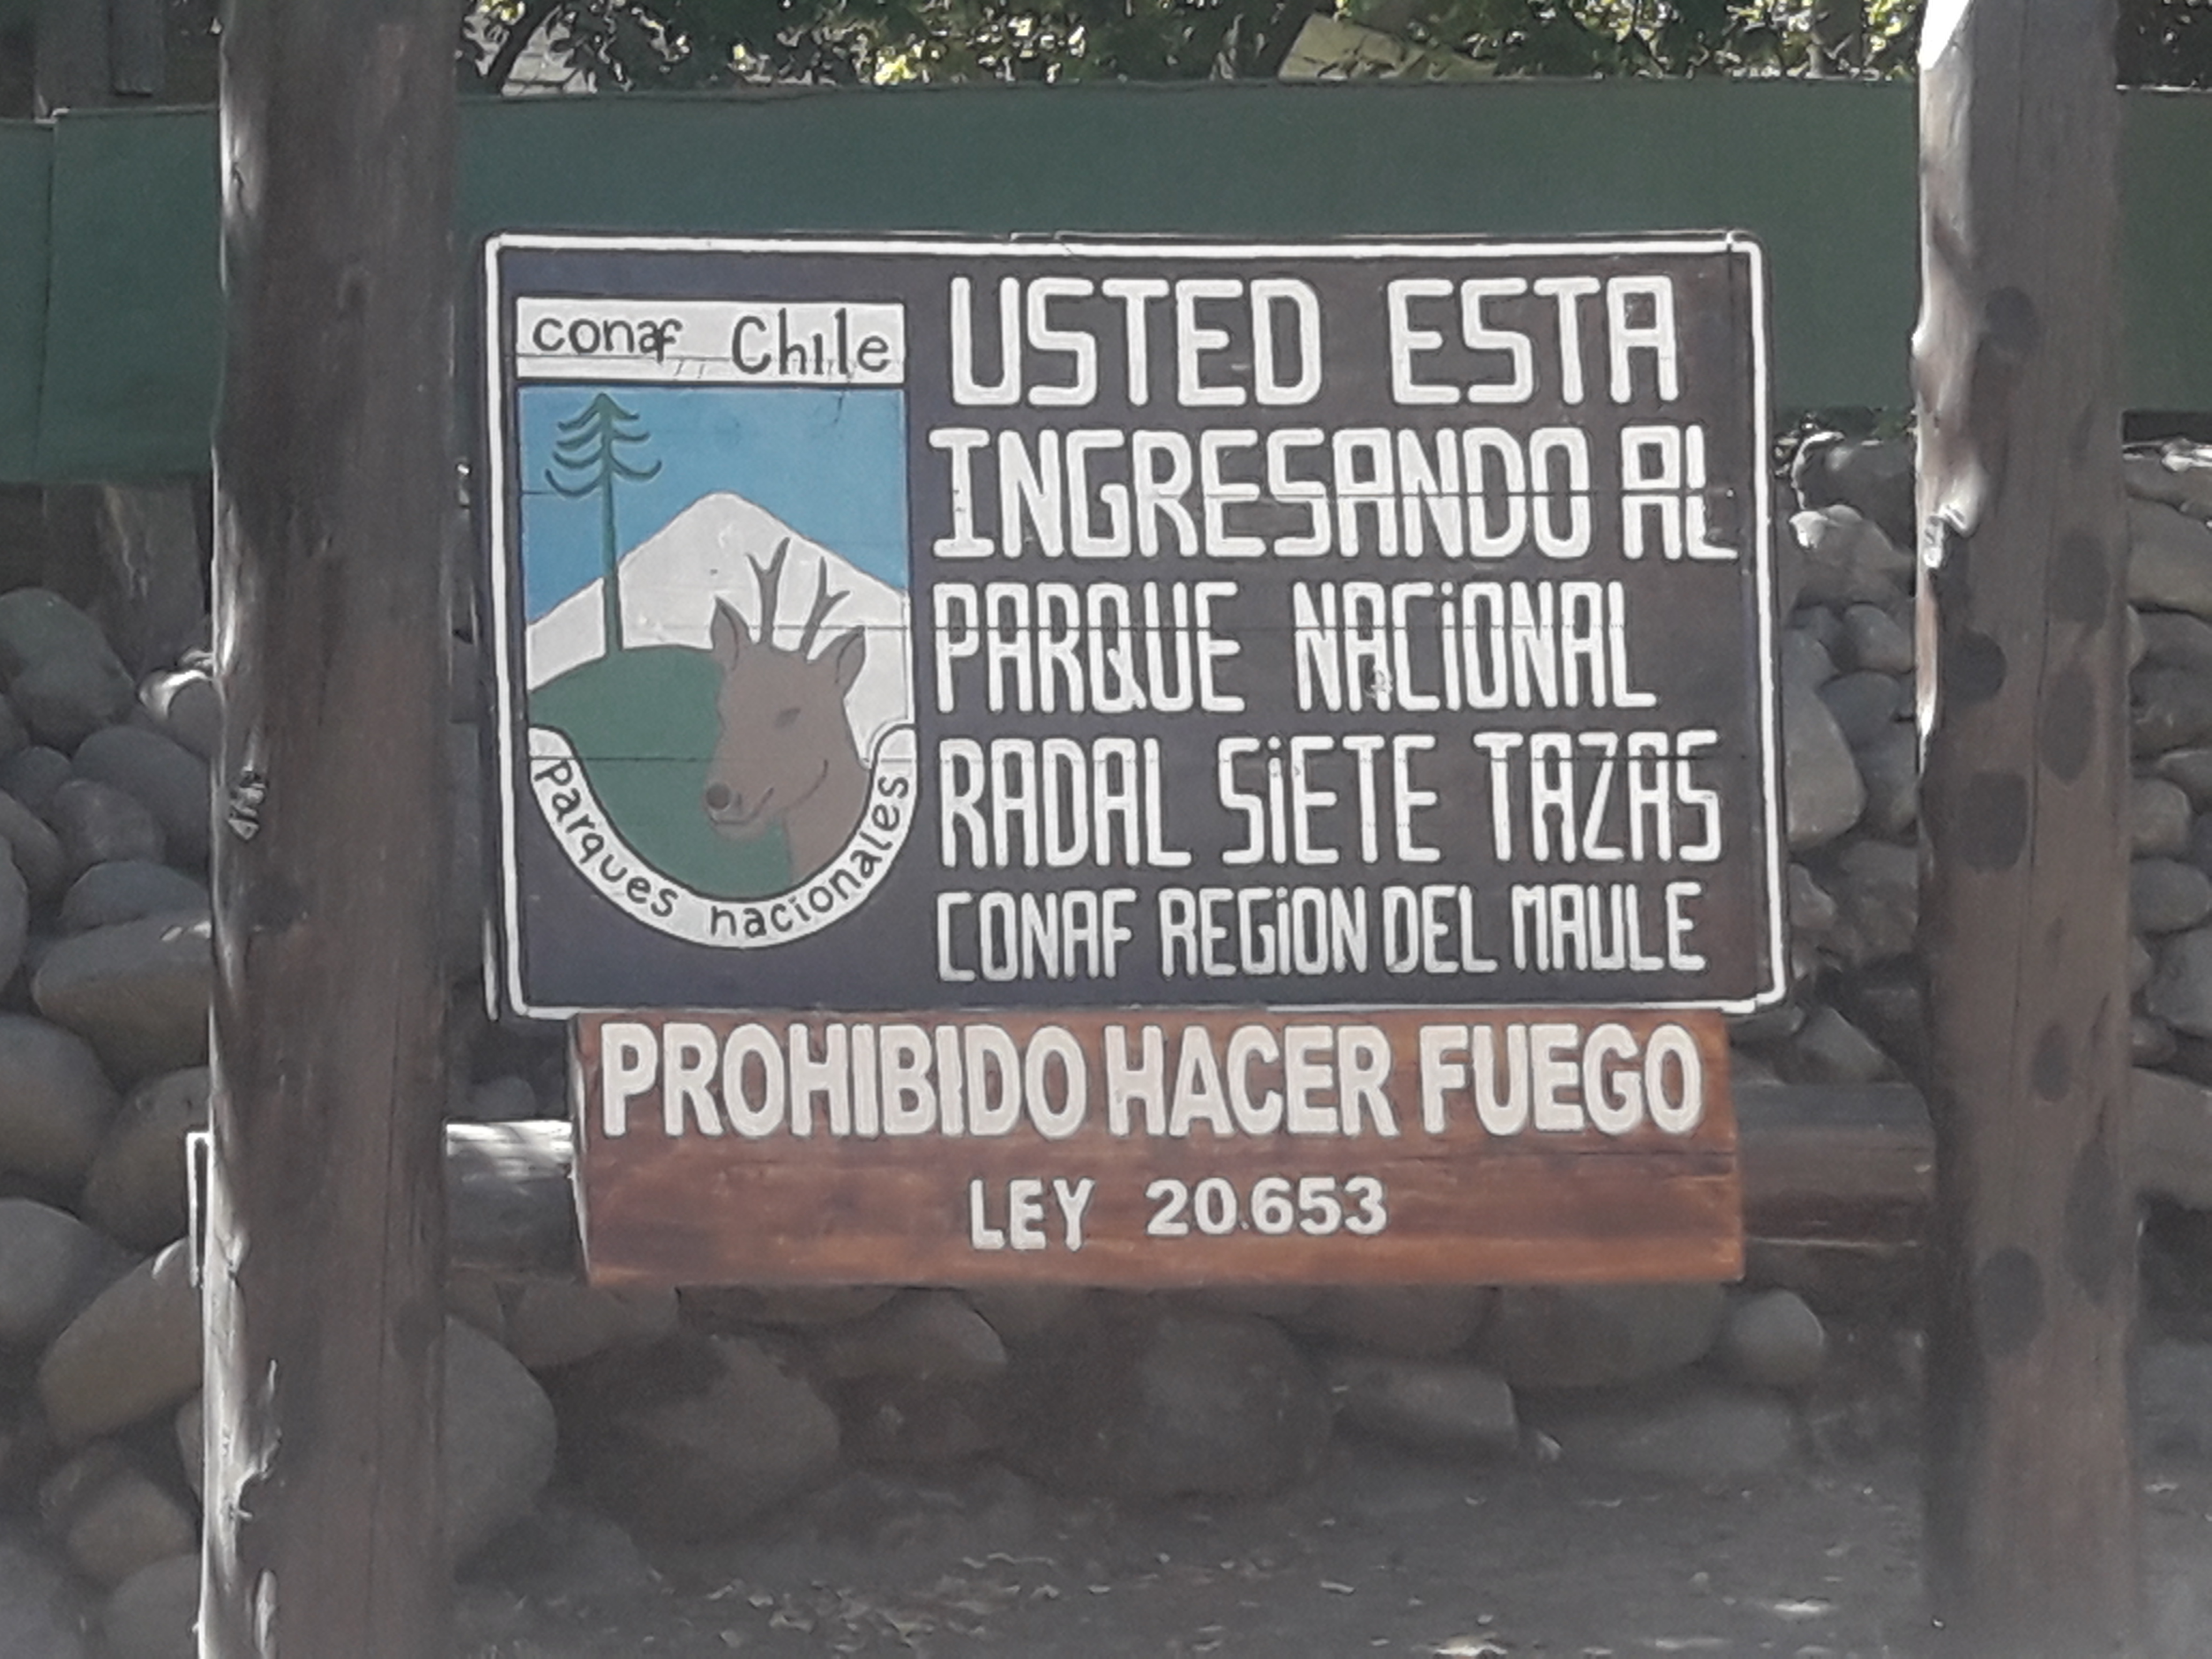 conaf Chile
Parques nacionales
USTED ESTA
INGRESANDO AL
PARQUE NACiONAL
RADAL SiETE TAZAS
CONAF REGiON DEL MAULE
PROHIBIDO HACER FUEGO
LEY 20.653